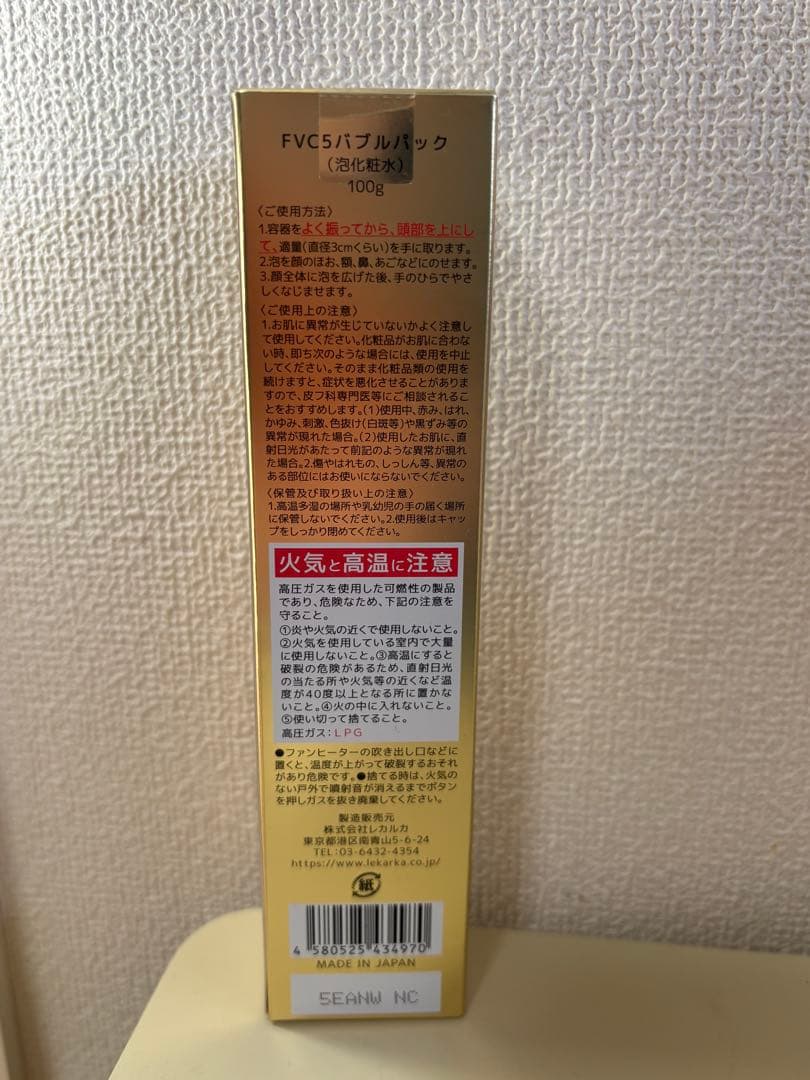 FVC5バブルパック
（泡化粧水）
100g
〈ご使用方法〉
1.容器をよく振ってから、頭部を上にし
て、適量(直径3cmくらい)を手に取ります。
2.泡を顔のほお、額、鼻、あごなどにのせます。
3.顔全体に泡を広げた後、手のひらでやさ
しくなじませます。
〈ご使用上の注意〉
1.お肌に異常が生じていないかよく注意し
て使用してください。化粧品がお肌に合わな
い時、即ち次のような場合には、使用を中止
してください。そのまま化粧品類の使用を
続けますと、症状を悪化させることがありま
すので、皮フ科専門医等にご相談されるこ
とをおすすめします。(1)使用中、赤み、はれ、
かゆみ、刺激、色抜け(白斑等)や黒ずみ等の
異常が現れた場合。(2)使用したお肌に、直
射日光があたって前記のような異常が現れ
た場合。2.傷やはれもの、しっしん等、異常の
ある部位にはお使いにならないでください。
〈保管及び取り扱い上の注意〉
1.高温多湿の場所や乳幼児の手の届く場所
に保管しないでください。2.使用後はキャッ
プをしっかり閉めてください。
火気と高温に注意
高圧ガスを使用した可燃性の製品
であり、危険なため、下記の注意を
守ること。
①炎や火気の近くで使用しないこと。
②火気を使用している室内で大量
に使用しないこと。③高温にすると
破裂の危険があるため、直射日光
の当たる所や火気等の近くなど温
度が40度以上となる所に置かな
いこと。④火の中に入れないこと。
⑤使い切って捨てること。
高圧ガス：LPG
●ファンヒーターの吹き出し口などに
置くと、温度が上がって破裂するおそれ
があり危険です。●捨てる時は、火気の
ない戸外で噴射音が消えるまでボタン
を押しガスを抜き廃棄してください。
製造販売元
株式会社レカルカ
東京都港区南青山5-6-24
TEL:03-6432-4354
https://www.lekarka.co.jp/
紙
4 580525 434970
MADE IN JAPAN
5EANW NC